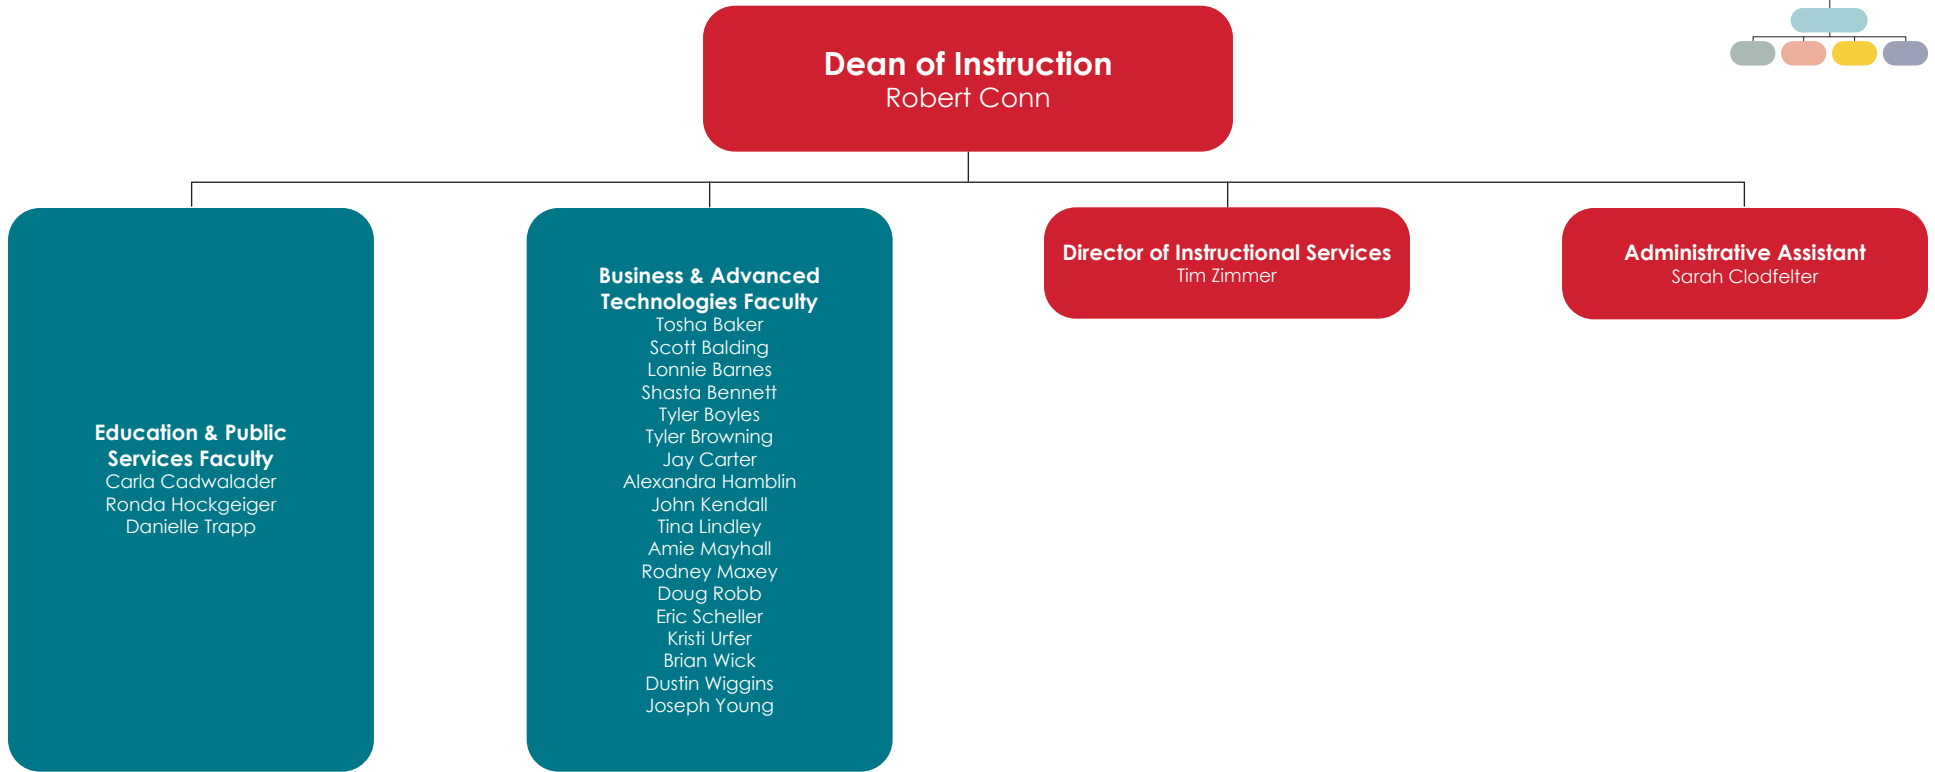 Dean of Instruction
Robert Conn
Education & Public
Services Faculty
Carla Cadwalader
Ronda Hockgeiger
Danielle Trapp
Business & Advanced
Technologies Faculty
Tosha Baker
Scott Balding
Lonnie Barnes
Shasta Bennett
Tyler Boyles
Tyler Browning
Jay Carter
Alexandra Hamblin
John Kendall
Tina Lindley
Amie Mayhall
Rodney Maxey
Doug Robb
Eric Scheller
Kristi Urfer
Brian Wick
Dustin Wiggins
Joseph Young
Director of Instructional Services
Tim Zimmer
Administrative Assistant
Sarah Clodfelter